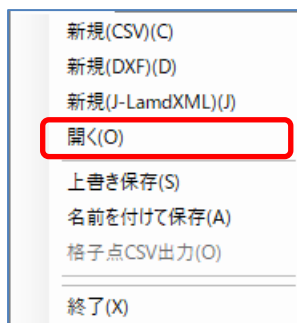 新規(CSV)(C)
新規(DXF)(D)
新規(J-LamdXML)(J)
開く(O)
上書き保存(S)
名前を付けて保存(A)
格子点CSV出力(O)
終了(X)